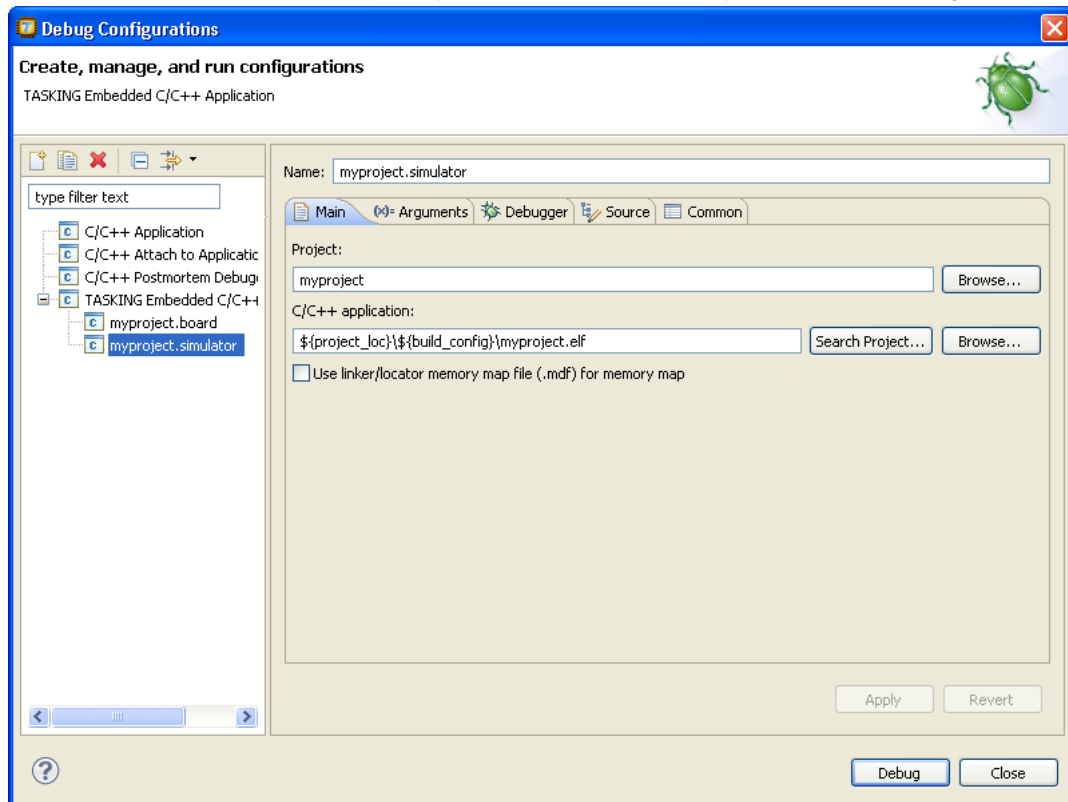 Debug Configurations
Create, manage, and run configurations
TASKING Embedded C/C++ Application
type filter text
C/C++ Application
C/C++ Attach to Applicatic
C/C++ Postmortem Debug
TASKING Embedded C/C++
myproject.board
myproject.simulator
Name: myproject.simulator
Main (x)= Arguments Debugger Source Common
Project:
myproject Browse...
C/C++ application:
${project_loc}\${build_config}\myproject.elf Search Project... Browse...
Use linker/locator memory map file (.mdf) for memory map
Apply Revert
? Debug Close